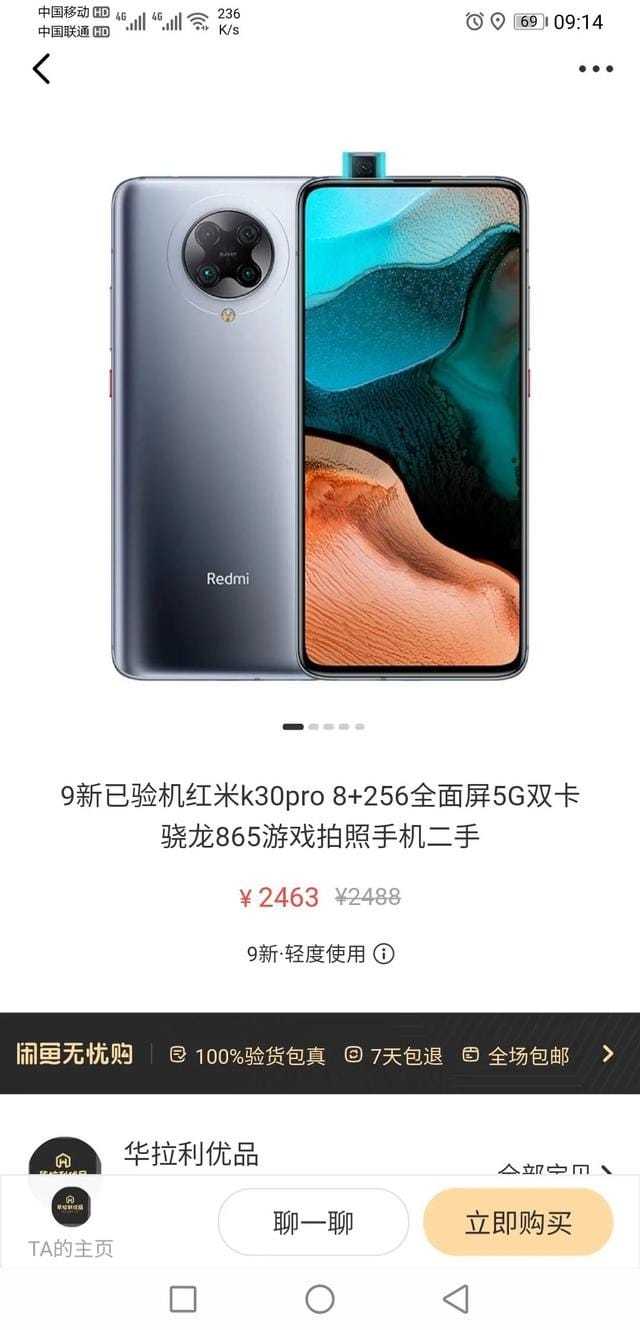 中国移动 HD 4G 4G 236
中国联通 HD K/s
69 09:14
Redmi
9新已验机红米k30pro 8+256全面屏5G双卡
骁龙865游戏拍照手机二手
¥2463 ¥2488
9新·轻度使用
闲鱼无忧购 100%验货包真 7天包退 全场包邮
华拉利优品
全部宝贝
TA的主页
聊一聊
立即购买